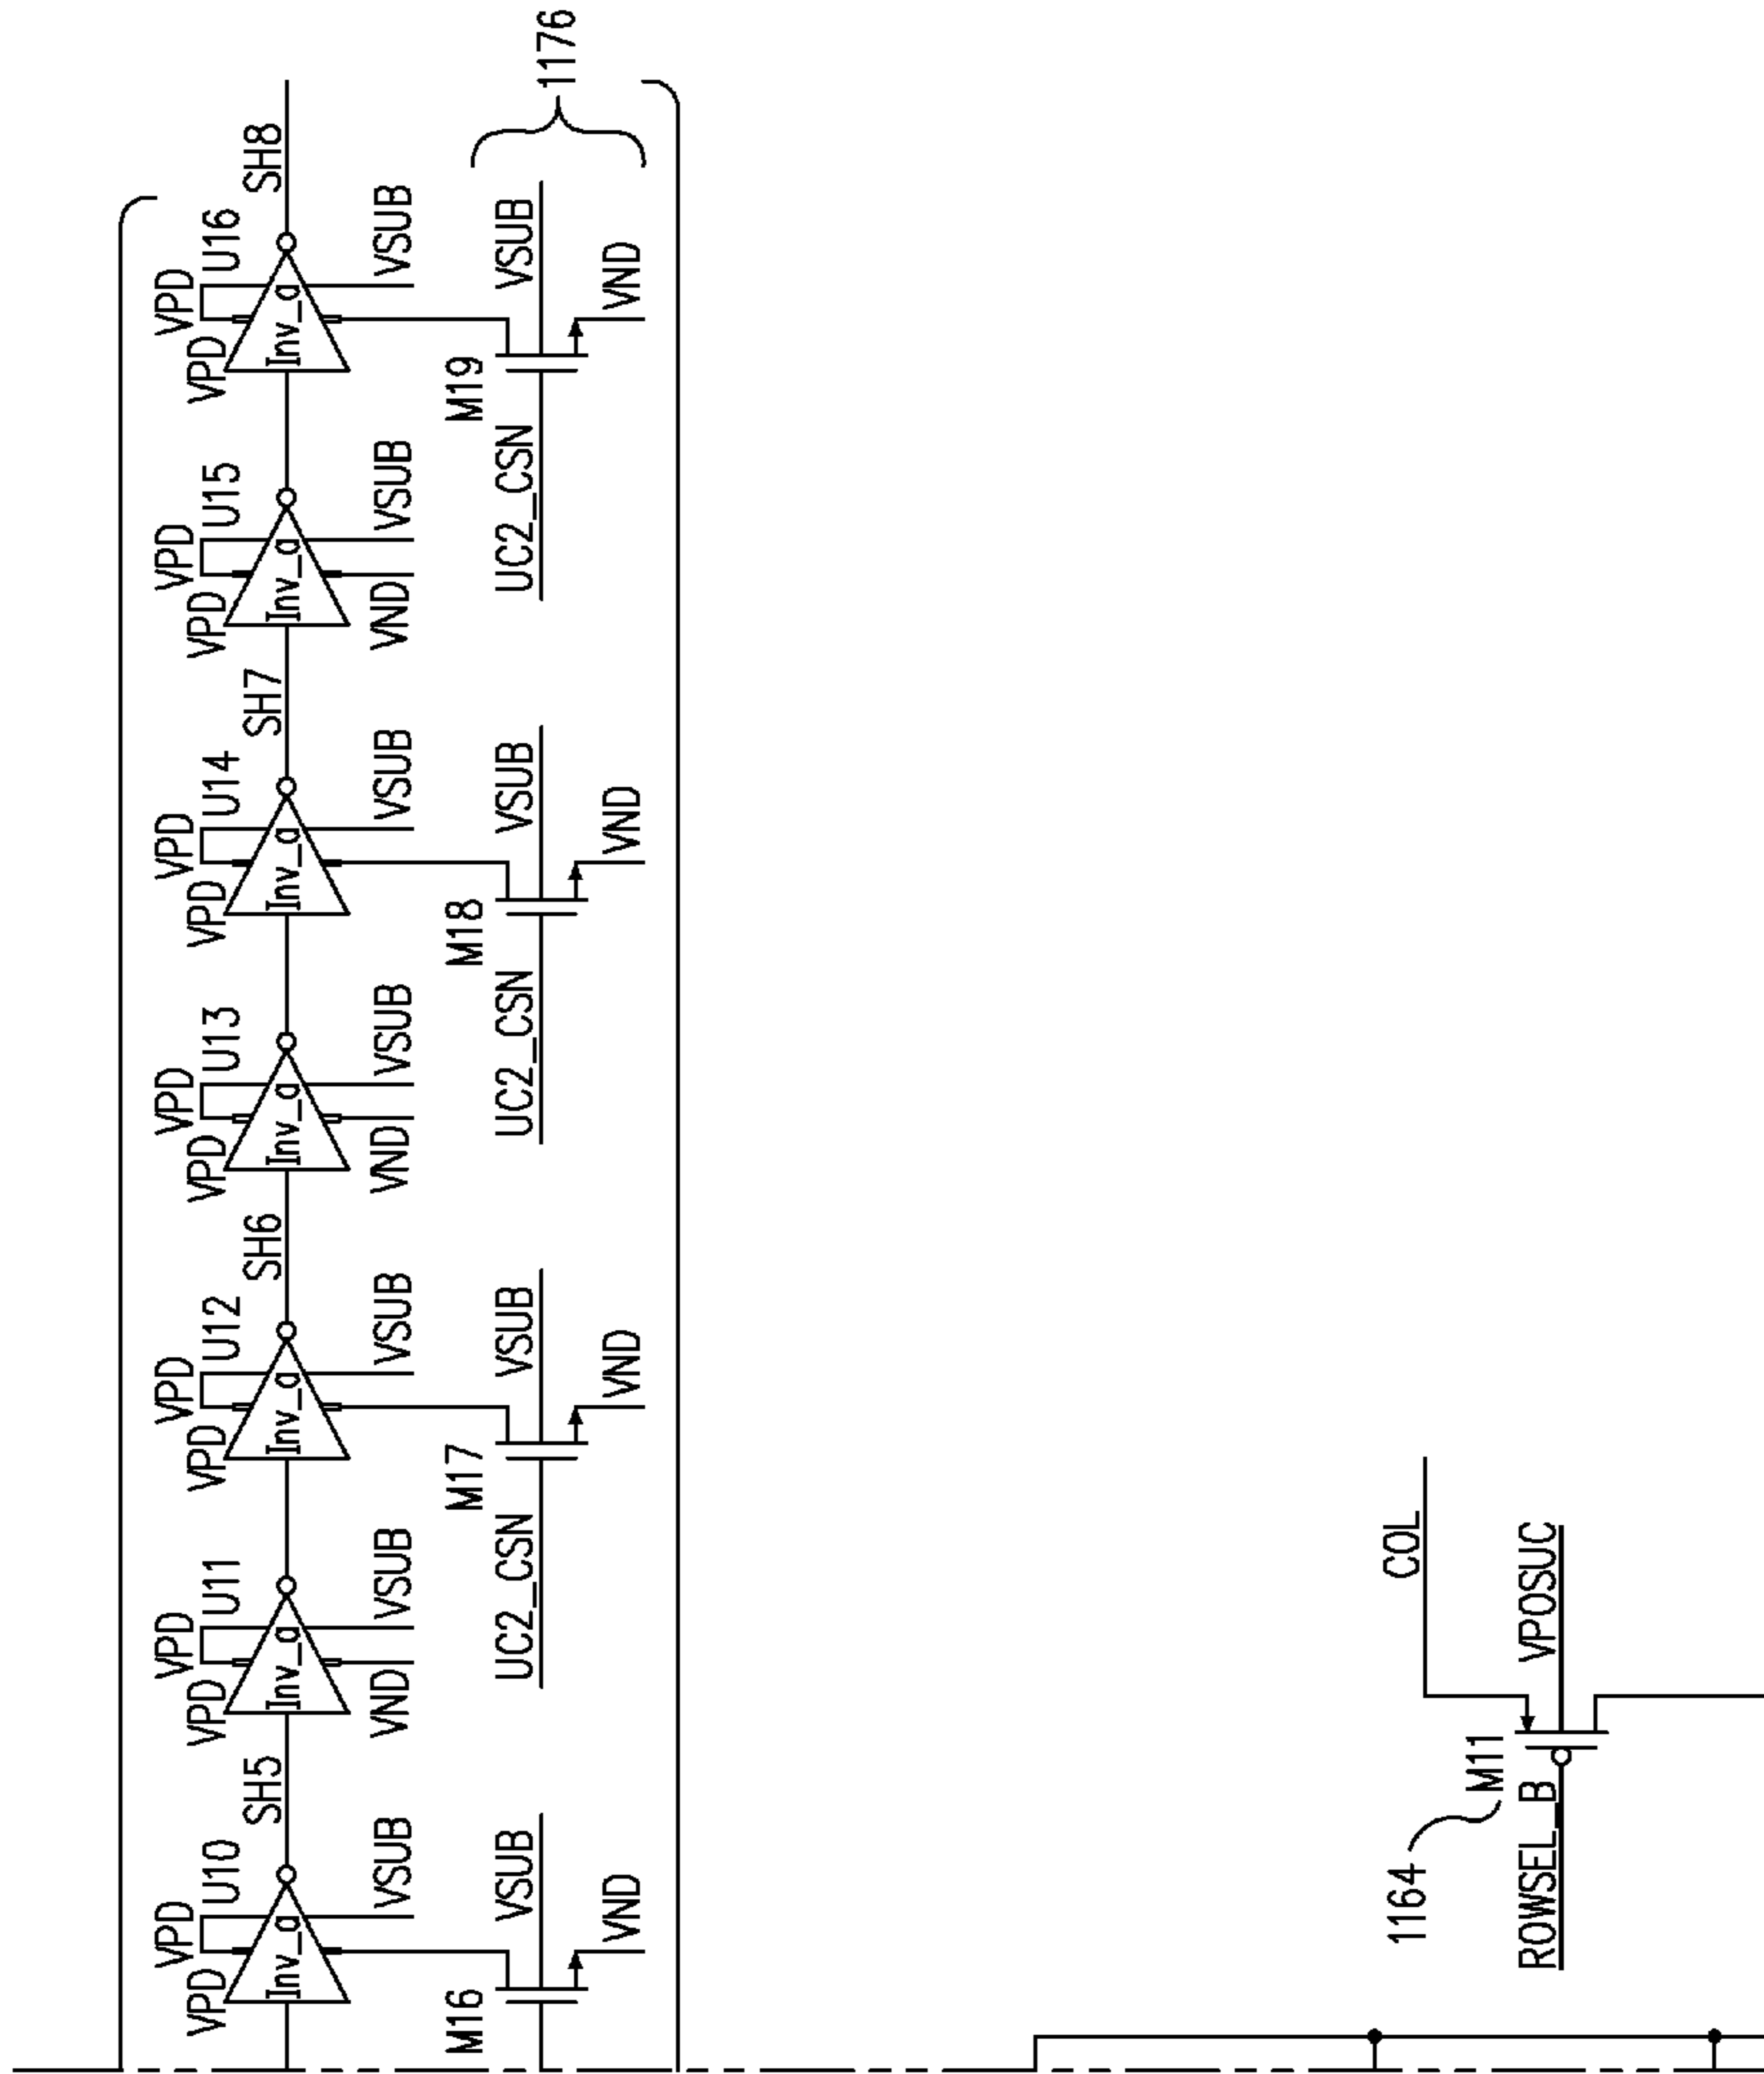 VPD
VPD
U10
Inv_a
VSUB
SH5
VPD
VPD
U11
Inv_a
VND
VSUB
VPD
VPD
U12
Inv_a
VSUB
SH6
VPD
VPD
U13
Inv_a
VND
VSUB
VPD
VPD
U14
Inv_a
VSUB
SH7
VPD
VPD
U15
Inv_a
VND
VSUB
VPD
VPD
U16
Inv_a
VSUB
SH8
M16
VSUB
VND
UC2_CSN
M17
VSUB
VND
UC2_CSN
M18
VSUB
VND
UC2_CSN
M19
VSUB
VND
1176
COL
1164
M11
ROWSEL_B
VPOSUC